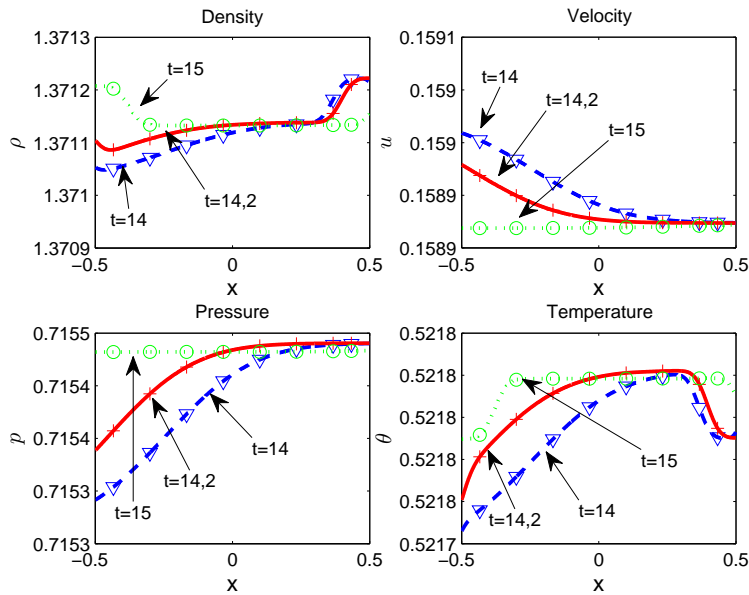 Density
1.3713
1.3712
1.3711
1.371
1.3709
ρ
−0.5
0
0.5
x
t=15
t=14,2
t=14
Velocity
0.1591
0.159
0.159
0.1589
0.1589
u
−0.5
0
0.5
x
t=14
t=14,2
t=15
Pressure
0.7155
0.7154
0.7154
0.7153
0.7153
p
−0.5
0
0.5
x
t=14
t=14,2
t=15
Temperature
0.5218
0.5218
0.5218
0.5218
0.5217
θ
−0.5
0
0.5
x
t=15
t=14
t=14,2